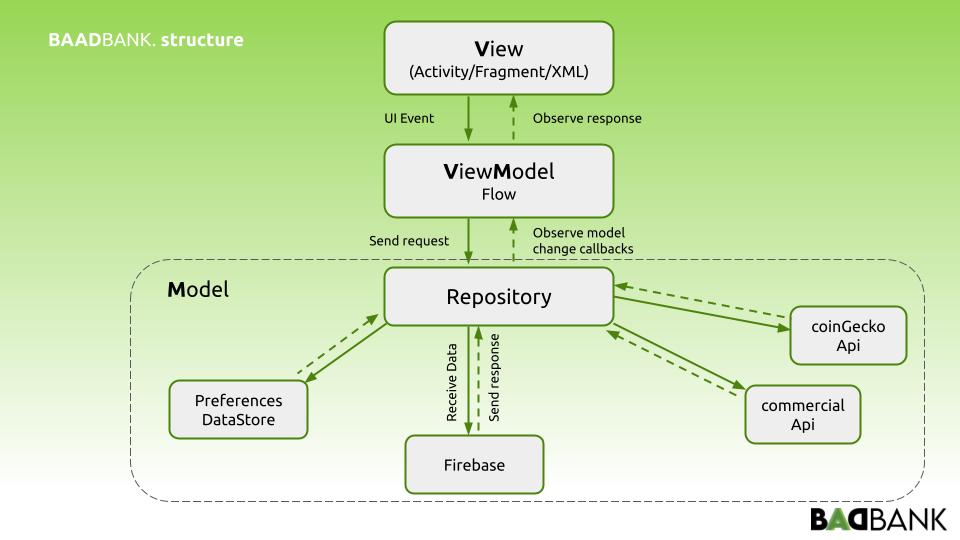 BAADBANK. structure
View
(Activity/Fragment/XML)
UI Event
Observe response
ViewModel
Flow
Send request
Observe model
change callbacks
Model
Repository
coinGecko
Api
Receive Data
Send response
Preferences
DataStore
commercial
Api
Firebase
BADBANK